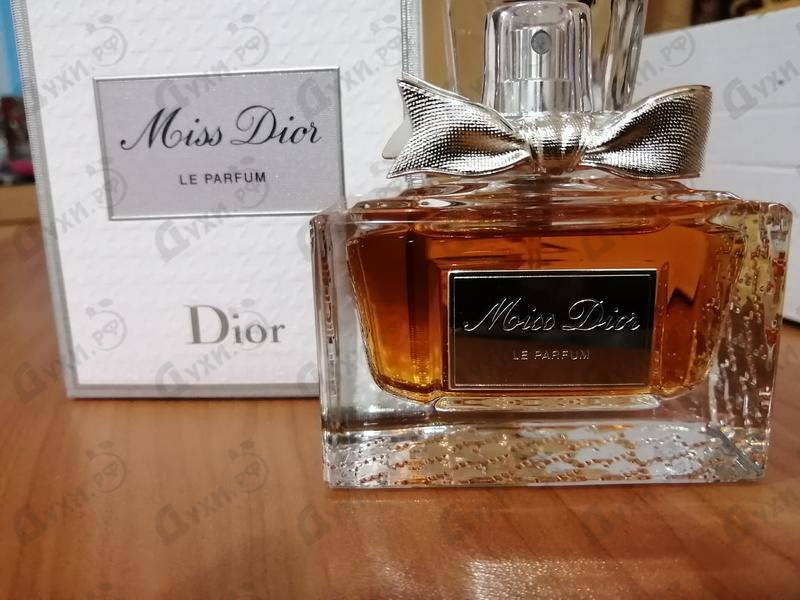 Miss Dior
LE PARFUM
Dior
Miss Dior
LE PARFUM
Духи.РФ